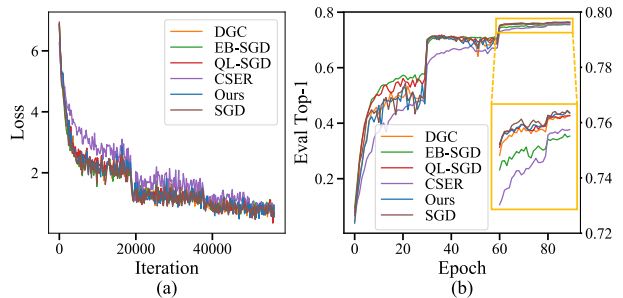 (a)
Loss
6
4
2
0
20000
40000
Iteration
DGC
EB-SGD
QL-SGD
CSER
Ours
SGD
(b)
Eval Top-1
0.8
0.6
0.4
0.2
0
20
40
60
80
Epoch
DGC
EB-SGD
QL-SGD
CSER
Ours
SGD
0.80
0.78
0.76
0.74
0.72